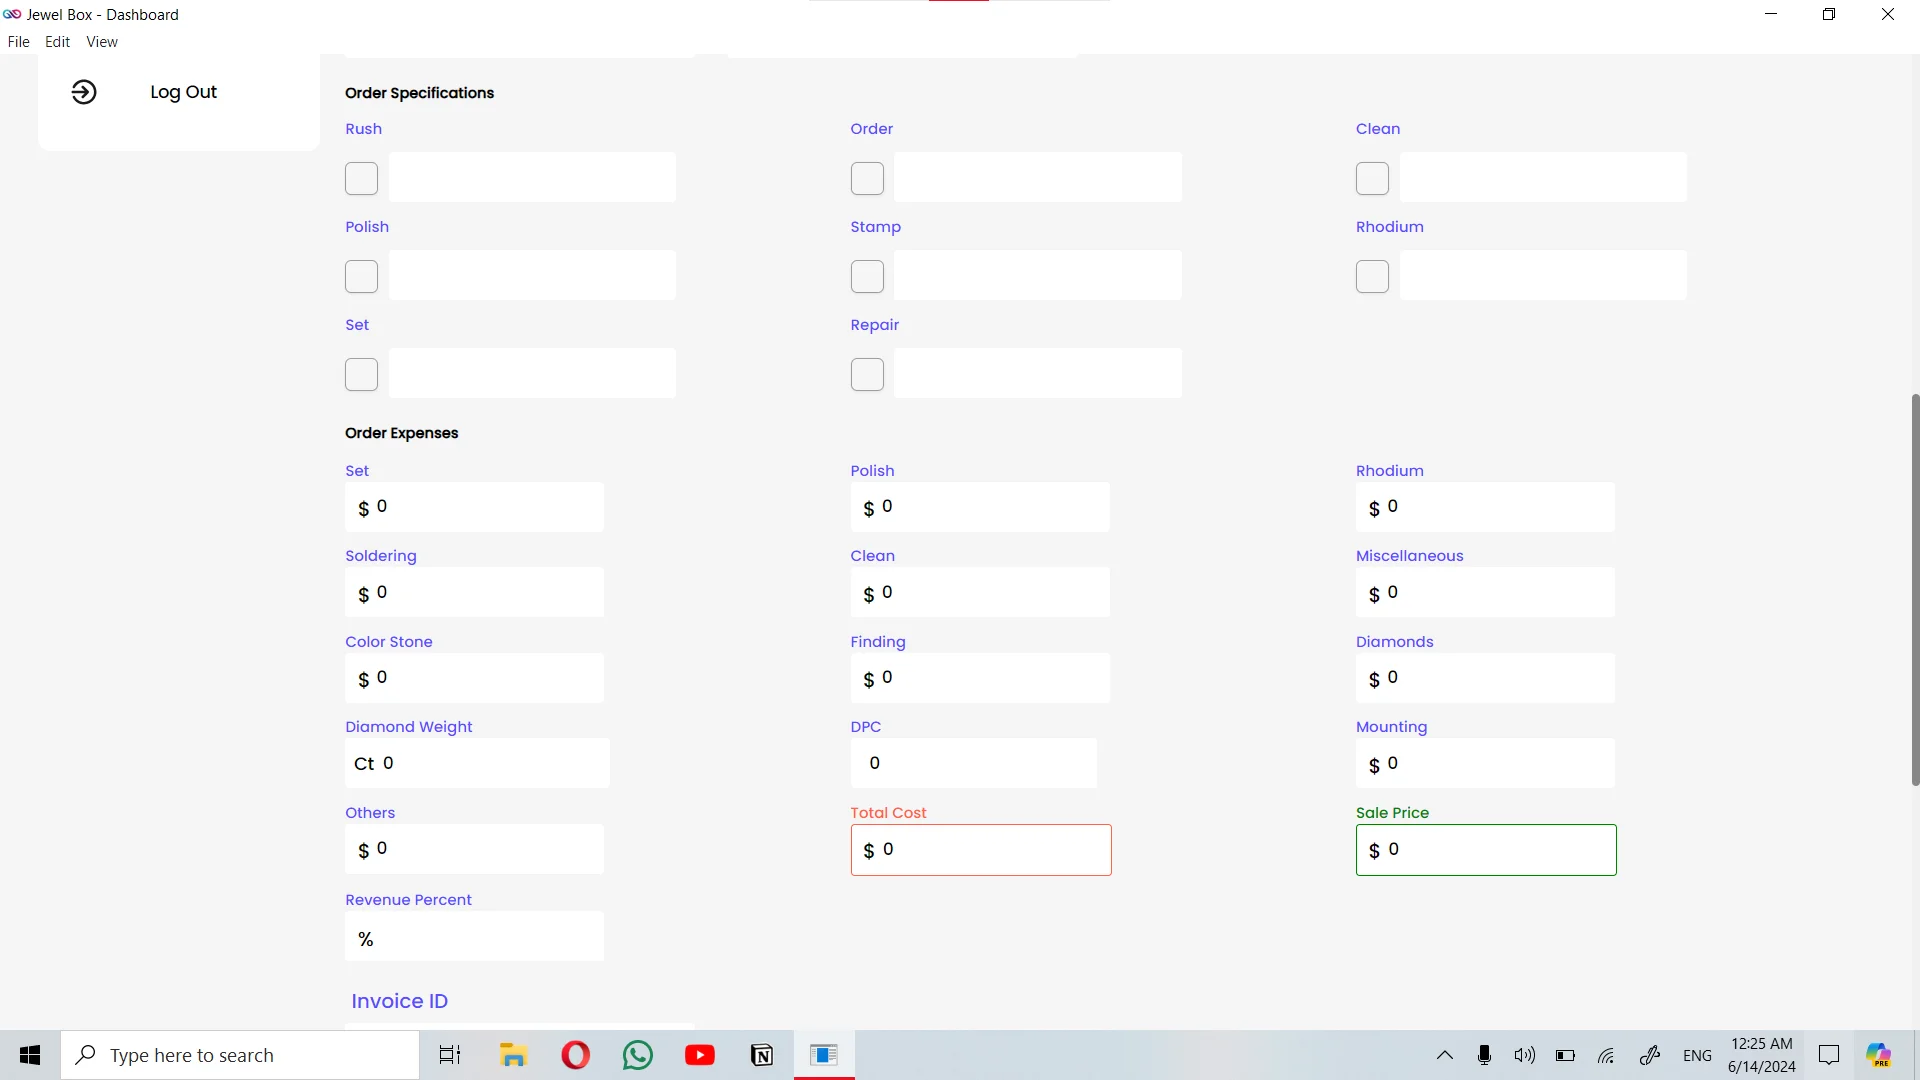 Jewel Box - Dashboard
File Edit View
Log Out
Order Specifications
Rush Order Clean
Polish Stamp Rhodium
Set Repair
Order Expenses
Set Polish Rhodium
$ 0 $ 0 $ 0
Soldering Clean Miscellaneous
$ 0 $ 0 $ 0
Color Stone Finding Diamonds
$ 0 $ 0 $ 0
Diamond Weight DPC Mounting
Ct 0 0 $ 0
Others Total Cost Sale Price
$ 0 $ 0 $ 0
Revenue Percent
%
Invoice ID
Type here to search
ENG
12:25 AM
6/14/2024
PRE